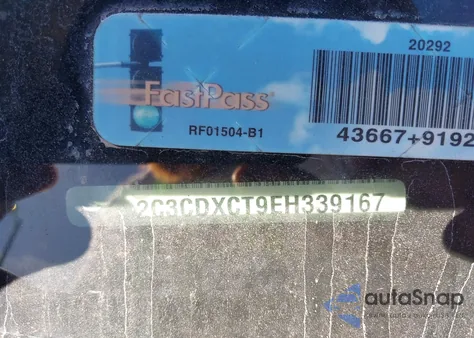 20292
FastPass®
RF01504-B1
43667+9192
2C3CDXCT9EH339167
autoSnap